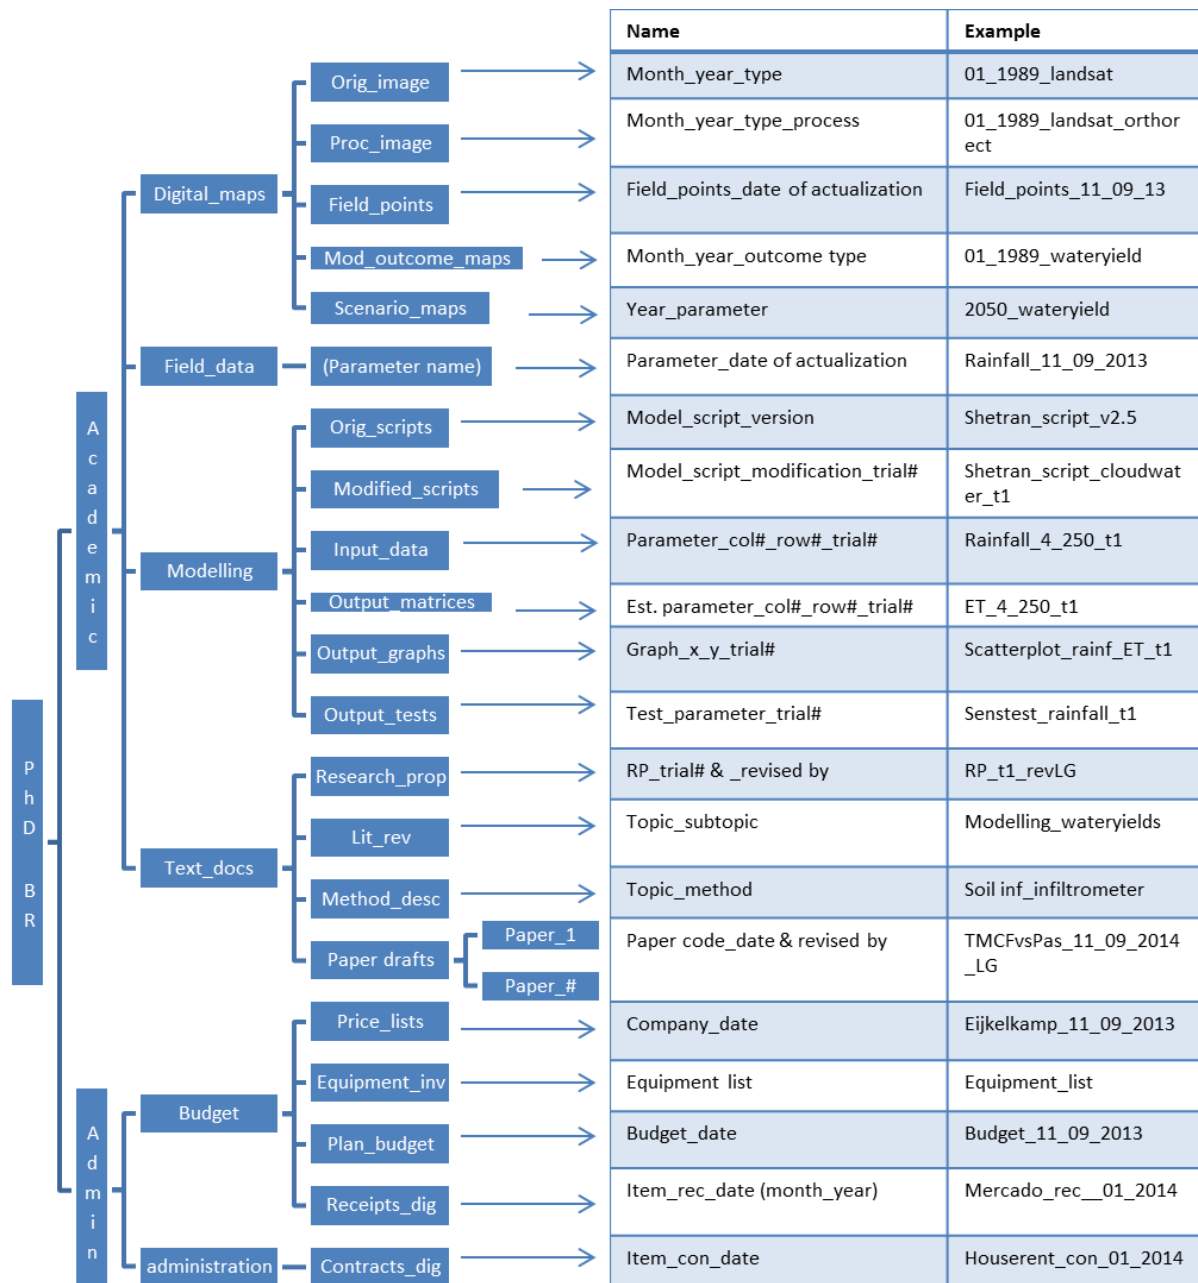 Name Example
Orig_image Month_year_type 01_1989_landsat
Proc_image Month_year_type_process 01_1989_landsat_orthor
ect
Digital_maps
Field_points Field_points_date of actualization Field_points_11_09_13
Mod_outcome_maps Month_year_outcome type 01_1989_wateryield
Scenario_maps Year_parameter 2050_wateryield
Field_data (Parameter name) Parameter_date of actualization Rainfall_11_09_2013
Academic
Orig_scripts Model_script_version Shetran_script_v2.5
Modified_scripts Model_script_modification_trial# Shetran_script_cloudwat
er_t1
Modelling
Input_data Parameter_col#_row#_trial# Rainfall_4_250_t1
Output_matrices Est. parameter_col#_row#_trial# ET_4_250_t1
Output_graphs Graph_x_y_trial# Scatterplot_rainf_ET_t1
Output_tests Test_parameter_trial# Senstest_rainfall_t1
PhD BR
Research_prop RP_trial# & _revised by RP_t1_revLG
Lit_rev Topic_subtopic Modelling_wateryields
Text_docs
Method_desc Topic_method Soil inf_infiltrometer
Paper drafts Paper_1 Paper code_date & revised by TMCFvsPas_11_09_2014
_LG
Paper_#
Price_lists Company_date Eijkelkamp_11_09_2013
Equipment_inv Equipment list Equipment_list
Budget
Admin
Plan_budget Budget_date Budget_11_09_2013
Receipts_dig Item_rec_date (month_year) Mercado_rec__01_2014
administration Contracts_dig Item_con_date Houserent_con_01_2014